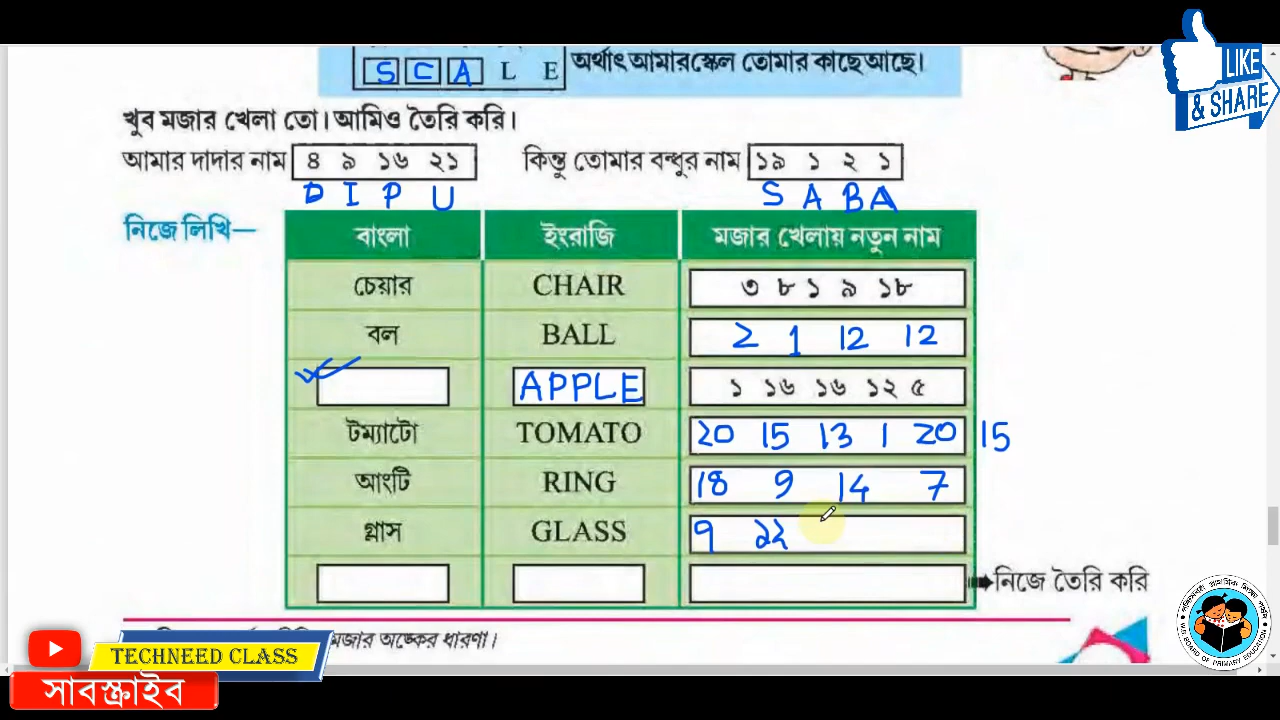 S C A L E অর্থাৎ আমার স্কেল তোমার কাছে আছে।
LIKE
& SHARE
খুব মজার খেলা তো। আমিও তৈরি করি।
আমার দাদার নাম ৪ ৯ ১৬ ২১ কিন্তু তোমার বন্ধুর নাম ১৯ ১ ২ ১
D I P U S A B A
নিজে লিখি— বাংলা ইংরাজি মজার খেলায় নতুন নাম
চেয়ার CHAIR ৩ ৮ ১ ৯ ১৮
বল BALL 2 1 12 12
APPLE ১ ১৬ ১৬ ১২ ৫
টম্যাটো TOMATO 20 15 13 1 20 15
আংটি RING 18 9 14 7
গ্লাস GLASS ৭ ১২
নিজে তৈরি করি
মজার অঙ্কের ধারণা।
TECHNEED CLASS
সাবস্ক্রাইব